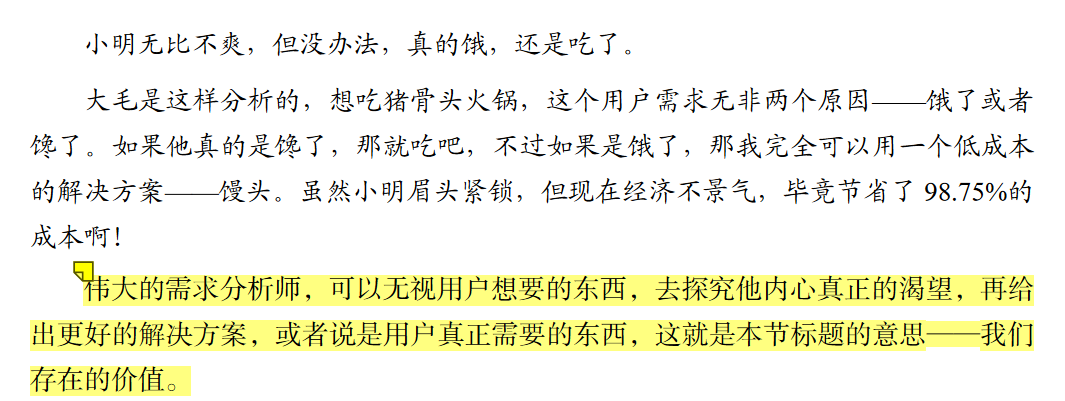 小明无比不爽，但没办法，真的饿，还是吃了。
大毛是这样分析的，想吃猪骨头火锅，这个用户需求无非两个原因——饿了或者
馋了。如果他真的是馋了，那就吃吧，不过如果是饿了，那我完全可以用一个低成本
的解决方案——馒头。虽然小明眉头紧锁，但现在经济不景气，毕竟节省了 98.75%的
成本啊！
伟大的需求分析师，可以无视用户想要的东西，去探究他内心真正的渴望，再给
出更好的解决方案，或者说是用户真正需要的东西，这就是本节标题的意思——我们
存在的价值。